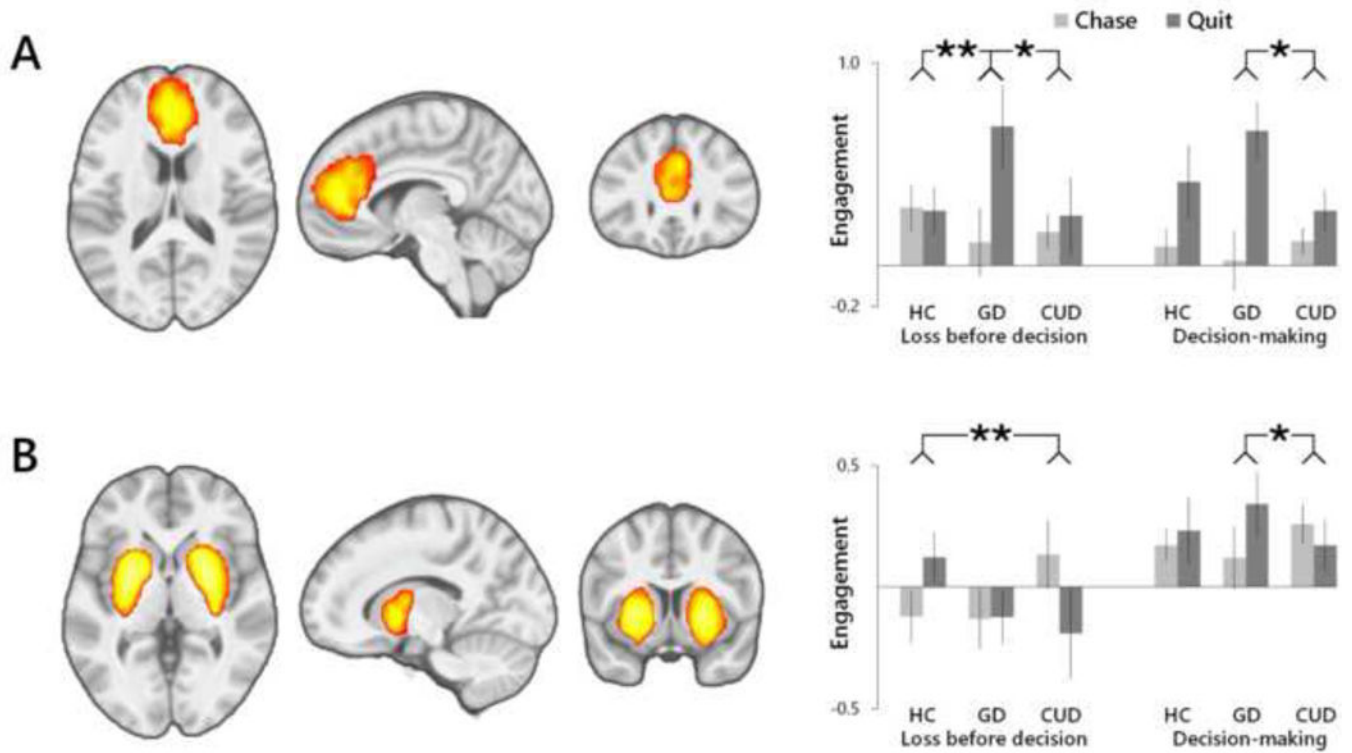 Chase Quit
A
** * *
1.0
Engagement
-0.2
HC GD CUD HC GD CUD
Loss before decision Decision-making
B
** *
0.5
Engagement
-0.5
HC GD CUD HC GD CUD
Loss before decision Decision-making